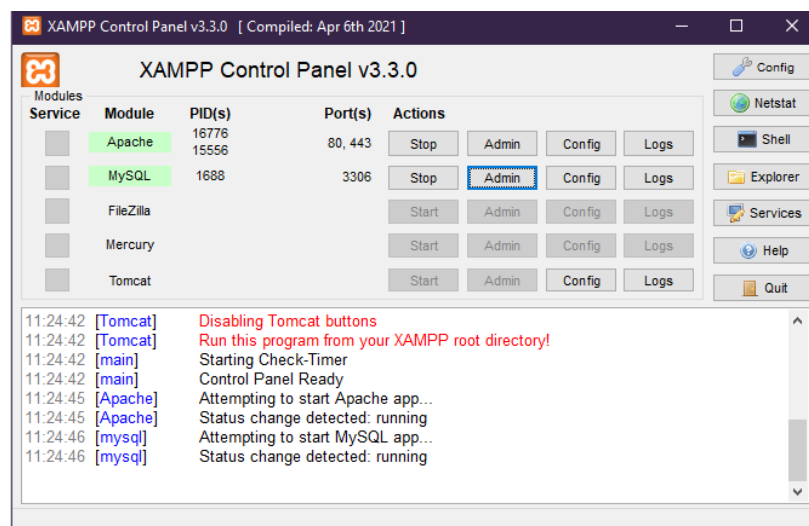 XAMPP Control Panel v3.3.0 [ Compiled: Apr 6th 2021 ]
XAMPP Control Panel v3.3.0
Config
Modules
Service Module PID(s) Port(s) Actions
Netstat
Apache 16776 15556 80, 443 Stop Admin Config Logs
Shell
MySQL 1688 3306 Stop Admin Config Logs
Explorer
FileZilla Start Admin Config Logs
Services
Mercury Start Admin Config Logs
Help
Tomcat Start Admin Config Logs
Quit
11:24:42 [Tomcat] Disabling Tomcat buttons
11:24:42 [Tomcat] Run this program from your XAMPP root directory!
11:24:42 [main] Starting Check-Timer
11:24:42 [main] Control Panel Ready
11:24:45 [Apache] Attempting to start Apache app...
11:24:45 [Apache] Status change detected: running
11:24:46 [mysql] Attempting to start MySQL app...
11:24:46 [mysql] Status change detected: running